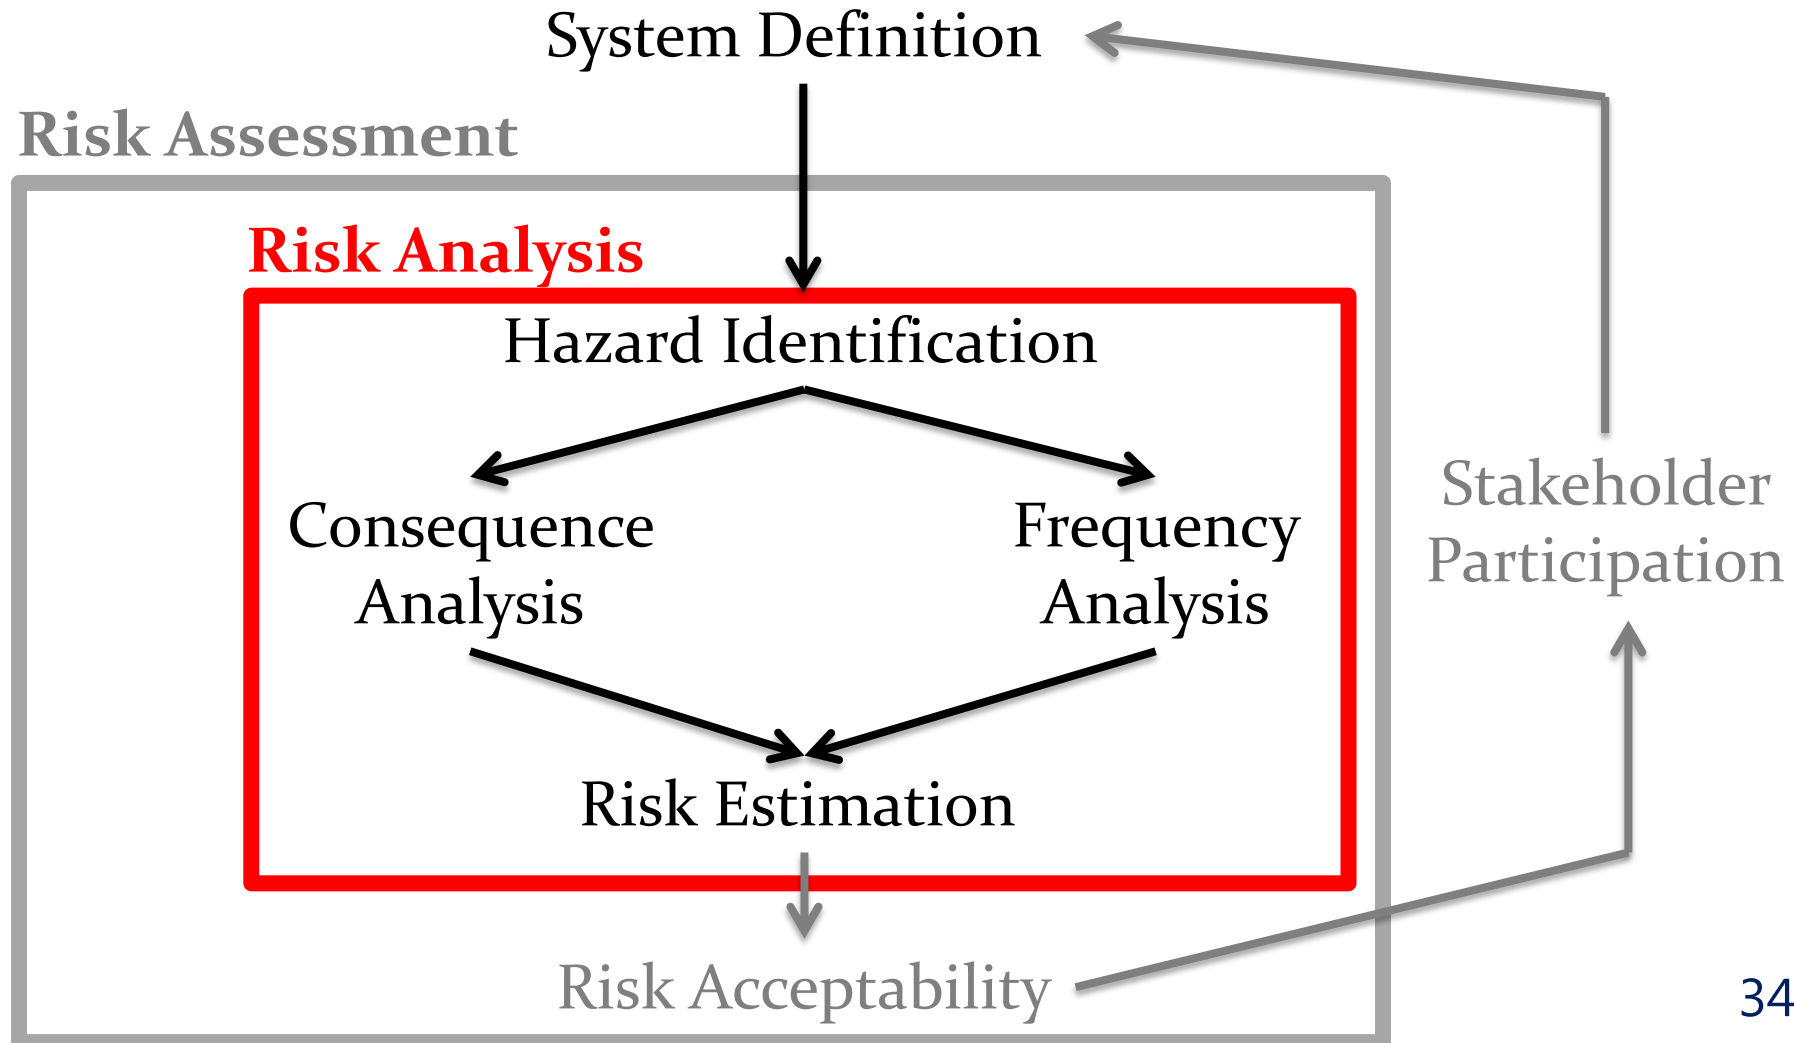 System Definition
Risk Assessment
Risk Analysis
Hazard Identification
Consequence
Analysis
Frequency
Analysis
Stakeholder
Participation
Risk Estimation
Risk Acceptability
34